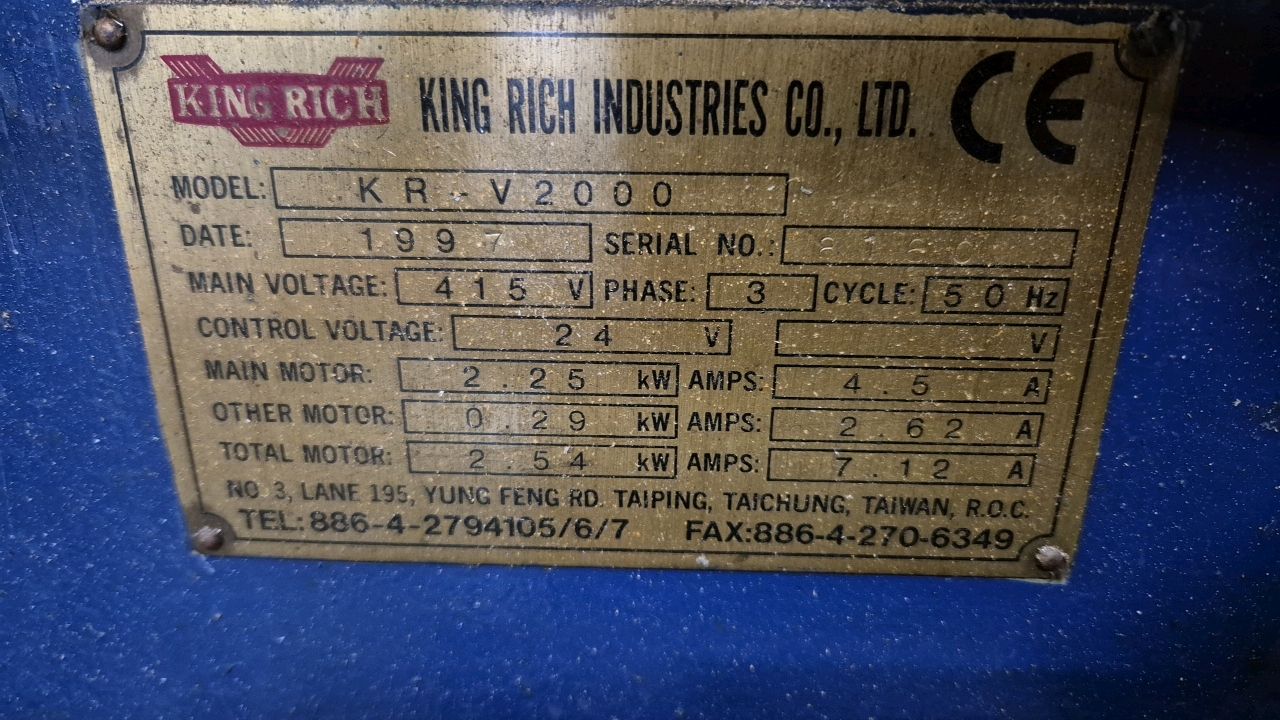 KING RICH KING RICH INDUSTRIES CO., LTD. CE
MODEL: KR-V2000
DATE: 1997 SERIAL NO.:
MAIN VOLTAGE: 415 V PHASE: 3 CYCLE: 50 Hz
CONTROL VOLTAGE: 24 V V
MAIN MOTOR: 2.25 kW AMPS: 4.5 A
OTHER MOTOR: 0.29 kW AMPS: 2.62 A
TOTAL MOTOR: 2.54 kW AMPS: 7.12 A
NO. 3, LANE 195, YUNG FENG RD. TAIPING, TAICHUNG, TAIWAN, R.O.C.
TEL:886-4-2794105/6/7 FAX:886-4-270-6349